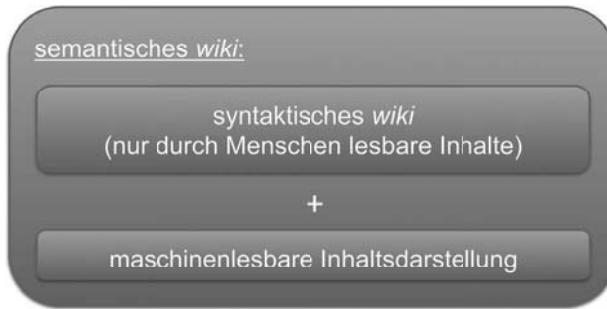 semantisches wiki:
syntaktisches wiki
(nur durch Menschen lesbare Inhalte)
+
maschinenlesbare Inhaltsdarstellung